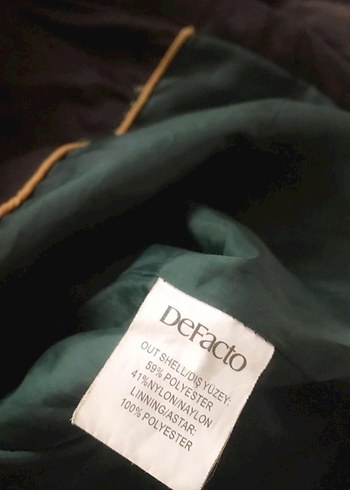 DeFacto
OUT SHELL/DIŞ YÜZEY:
59% POLYESTER
41%NYLON/NAYLON
LINNING/ASTAR:
100% POLYESTER